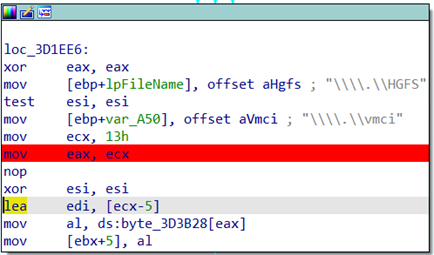 loc_3D1EE6:
xor eax, eax
mov [ebp+lpFileName], offset aHgfs ; "\\\\.\\HGFS"
test esi, esi
mov [ebp+var_A50], offset aVmci ; "\\\\.\\vmci"
mov ecx, 13h
mov eax, ecx
nop
xor esi, esi
lea edi, [ecx-5]
mov al, ds:byte_3D3B28[eax]
mov [ebx+5], al